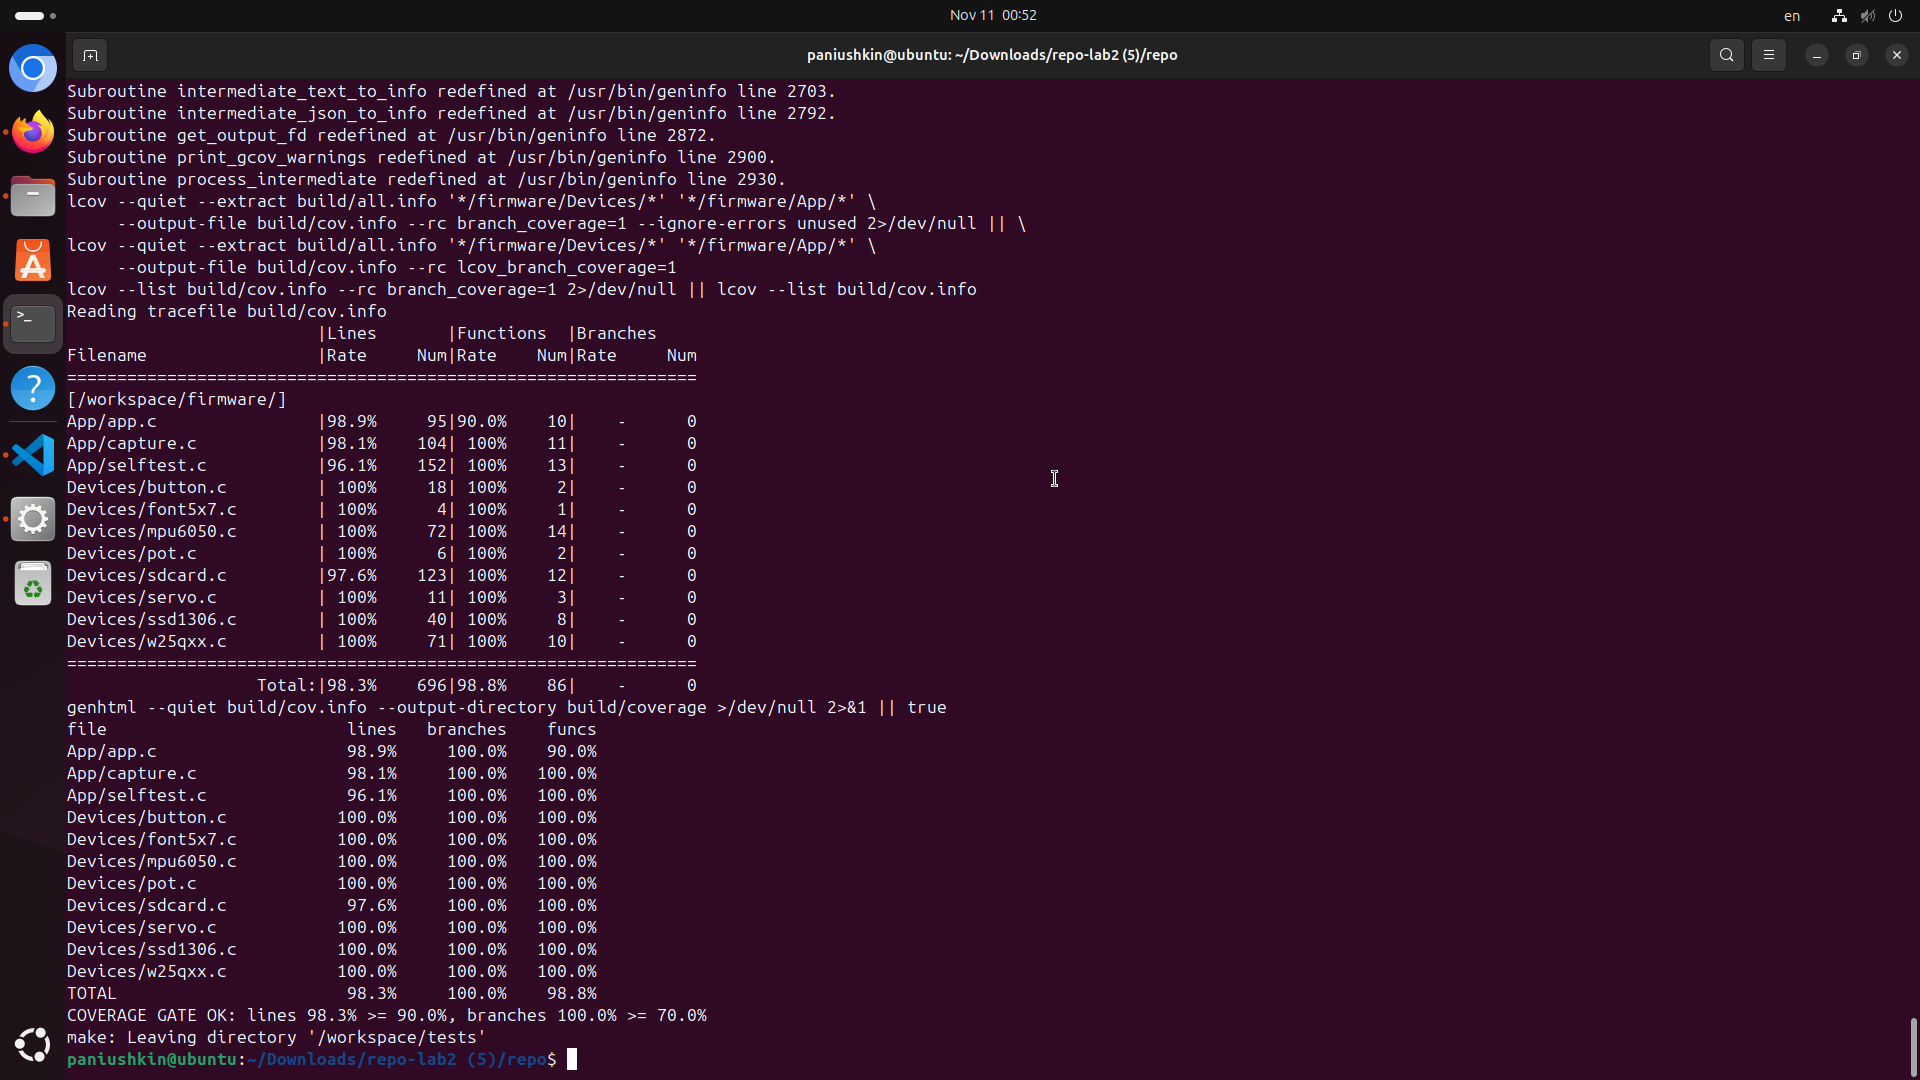 Nov 11 00:52
en
paniushkin@ubuntu: ~/Downloads/repo-lab2 (5)/repo
Subroutine intermediate_text_to_info redefined at /usr/bin/geninfo line 2703.
Subroutine intermediate_json_to_info redefined at /usr/bin/geninfo line 2792.
Subroutine get_output_fd redefined at /usr/bin/geninfo line 2872.
Subroutine print_gcov_warnings redefined at /usr/bin/geninfo line 2900.
Subroutine process_intermediate redefined at /usr/bin/geninfo line 2930.
lcov --quiet --extract build/all.info '*/firmware/Devices/*' '*/firmware/App/*' \
     --output-file build/cov.info --rc branch_coverage=1 --ignore-errors unused 2>/dev/null || \
lcov --quiet --extract build/all.info '*/firmware/Devices/*' '*/firmware/App/*' \
     --output-file build/cov.info --rc lcov_branch_coverage=1
lcov --list build/cov.info --rc branch_coverage=1 2>/dev/null || lcov --list build/cov.info
Reading tracefile build/cov.info
                         |Lines       |Functions  |Branches
Filename                 |Rate     Num|Rate    Num|Rate     Num
===============================================================
[/workspace/firmware/]
App/app.c                |98.9%     95|90.0%    10|    -      0
App/capture.c            |98.1%    104| 100%    11|    -      0
App/selftest.c           |96.1%    152| 100%    13|    -      0
Devices/button.c         | 100%     18| 100%     2|    -      0
Devices/font5x7.c        | 100%      4| 100%     1|    -      0
Devices/mpu6050.c        | 100%     72| 100%    14|    -      0
Devices/pot.c            | 100%      6| 100%     2|    -      0
Devices/sdcard.c         |97.6%    123| 100%    12|    -      0
Devices/servo.c          | 100%     11| 100%     3|    -      0
Devices/ssd1306.c        | 100%     40| 100%     8|    -      0
Devices/w25qxx.c         | 100%     71| 100%    10|    -      0
===============================================================
                   Total:|98.3%    696|98.8%    86|    -      0
genhtml --quiet build/cov.info --output-directory build/coverage >/dev/null 2>&1 || true
file                        lines   branches    funcs
App/app.c                   98.9%     100.0%    90.0%
App/capture.c               98.1%     100.0%   100.0%
App/selftest.c              96.1%     100.0%   100.0%
Devices/button.c           100.0%     100.0%   100.0%
Devices/font5x7.c          100.0%     100.0%   100.0%
Devices/mpu6050.c          100.0%     100.0%   100.0%
Devices/pot.c              100.0%     100.0%   100.0%
Devices/sdcard.c            97.6%     100.0%   100.0%
Devices/servo.c            100.0%     100.0%   100.0%
Devices/ssd1306.c          100.0%     100.0%   100.0%
Devices/w25qxx.c           100.0%     100.0%   100.0%
TOTAL                       98.3%     100.0%    98.8%
COVERAGE GATE OK: lines 98.3% >= 90.0%, branches 100.0% >= 70.0%
make: Leaving directory '/workspace/tests'
paniushkin@ubuntu:~/Downloads/repo-lab2 (5)/repo$